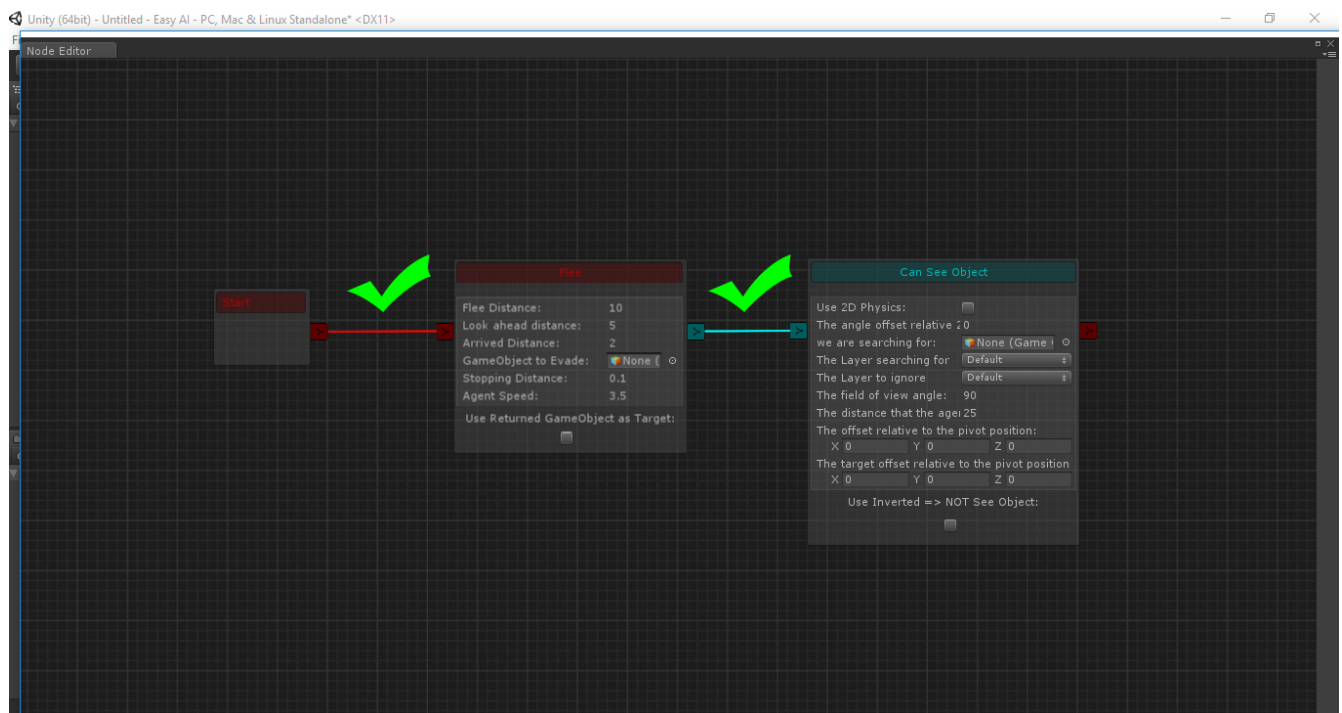 Unity (64bit) - Untitled - Easy AI - PC, Mac & Linux Standalone* <DX11>
Node Editor
Start
Flee
Flee Distance: 10
Look ahead distance: 5
Arrived Distance: 2
GameObject to Evade: None (
Stopping Distance: 0.1
Agent Speed: 3.5
Use Returned GameObject as Target:
Can See Object
Use 2D Physics:
The angle offset relative 2 0
we are searching for: None (Game
The Layer searching for Default
The Layer to ignore Default
The field of view angle: 90
The distance that the age 25
The offset relative to the pivot position:
X 0 Y 0 Z 0
The target offset relative to the pivot position
X 0 Y 0 Z 0
Use Inverted => NOT See Object: